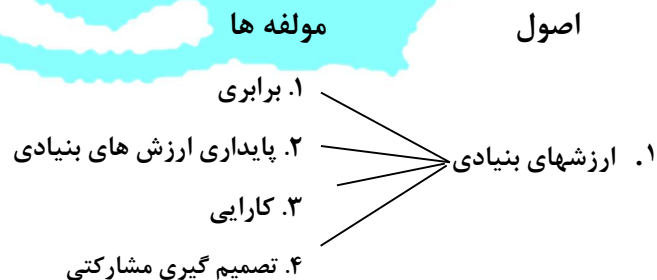 اصول
مولفه ها
۱. ارزشهای بنیادی
۱. برابری
۲. پایداری ارزش های بنیادی
۳. کارایی
۴. تصمیم گیری مشارکتی